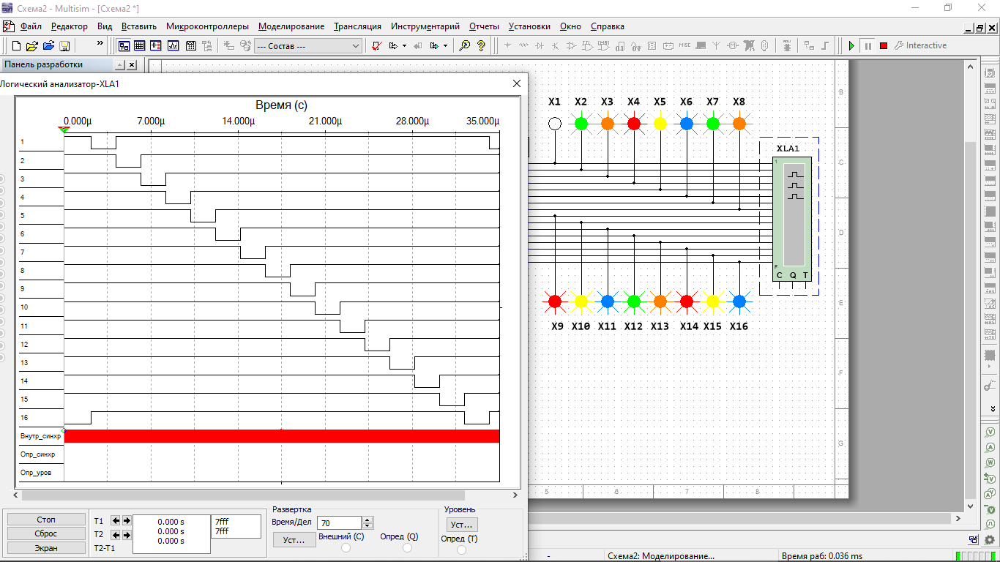 Схема2 - Multisim - [Схема2 *]
Файл Редактор Вид Вставить Микроконтроллеры Моделирование Трансляция Инструментарий Отчеты Установки Окно Справка
--- Состав ---
Interactive
Панель разработки
Логический анализатор-XLA1
Время (с)
0.000μ 7.000μ 14.000μ 21.000μ 28.000μ 35.000μ
1
2
3
4
5
6
7
8
9
10
11
12
13
14
15
16
Внутр_синхр
Опр_синхр
Опр_уров
Стоп
Сброс
Экран
T1
T2
T2-T1
0.000 s
0.000 s
0.000 s
7fff
7fff
Развертка
Время/Дел 70
Уст...
Внешний (C)
Опред (Q)
Уровень
Уст...
Опред (T)
X1 X2 X3 X4 X5 X6 X7 X8
XLA1
1
F
C Q T
X9 X10 X11 X12 X13 X14 X15 X16
B
C
D
E
F
G
5 6 7 8
-
Схема2: Моделирование...
Время раб: 0.036 ms